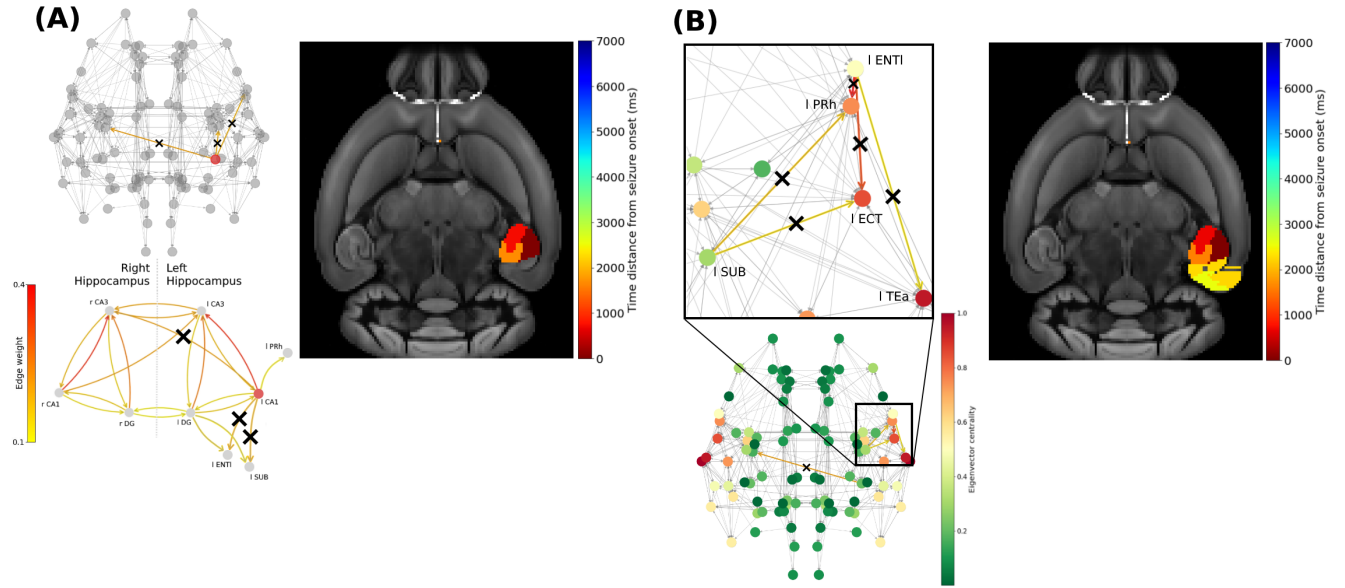 (A)
7000
6000
5000
4000
3000
2000
1000
0
Time distance from seizure onset (ms)
Right
Hippocampus
Left
Hippocampus
0.4
Edge weight
0.1
r CA3
l CA3
l PRh
r CA1
l CA1
r DG
l DG
l ENTl
l SUB
(B)
l ENTl
l PRh
l ECT
l SUB
l TEa
1.0
0.8
0.6
0.4
0.2
Eigenvector centrality
7000
6000
5000
4000
3000
2000
1000
0
Time distance from seizure onset (ms)